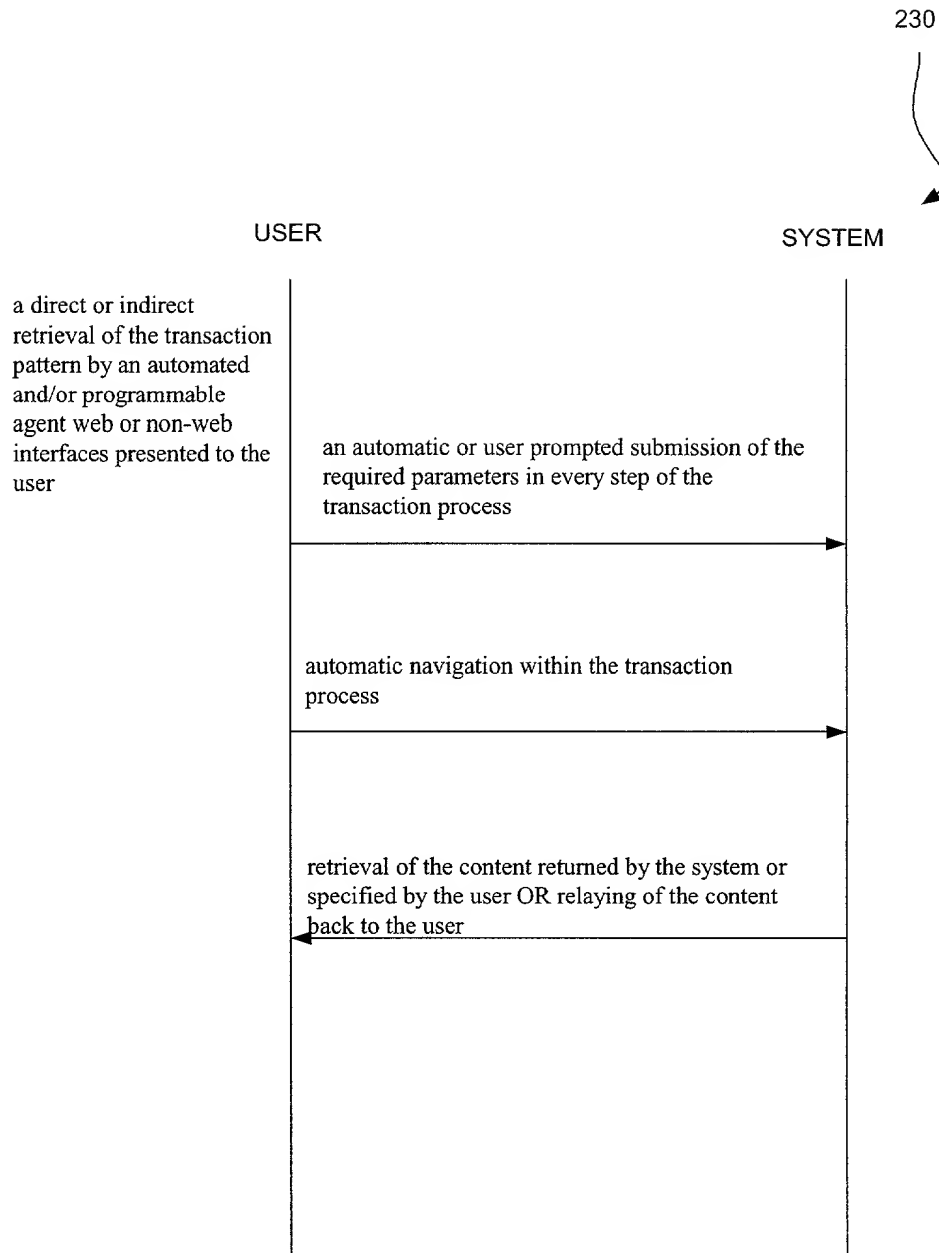 230
USER
SYSTEM
a direct or indirect
retrieval of the transaction
pattern by an automated
and/or programmable
agent web or non-web
interfaces presented to the
user
an automatic or user prompted submission of the
required parameters in every step of the
transaction process
automatic navigation within the transaction
process
retrieval of the content returned by the system or
specified by the user OR relaying of the content
back to the user